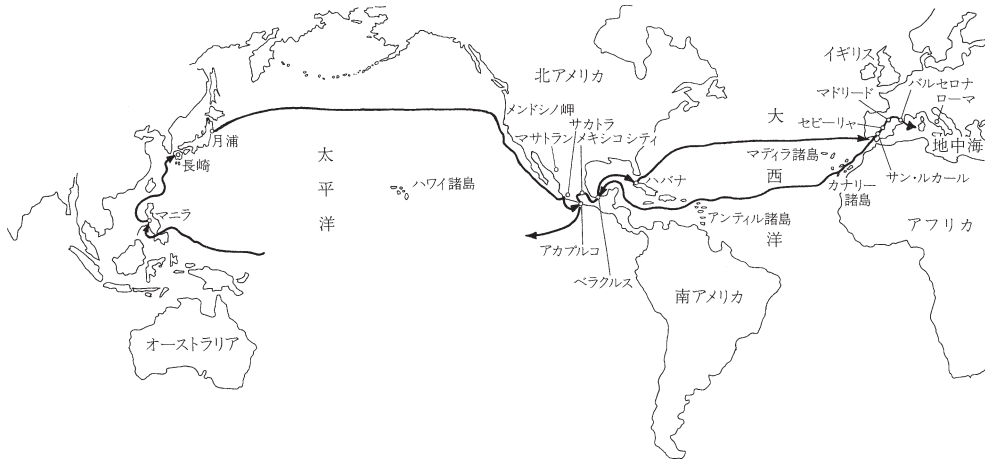 イギリス
北アメリカ
バルセロナ
マドリード
ローマ
メンドシノ岬
大
サカトラ
セビーリャ
月浦
マサトラン
メキシコシティ
地中海
太
マディラ諸島
長崎
ハバナ
西
サン・ルカール
平
ハワイ諸島
カナリー
諸島
マニラ
アンティル諸島
アフリカ
洋
洋
アカプルコ
ベラクルス
南アメリカ
オーストラリア